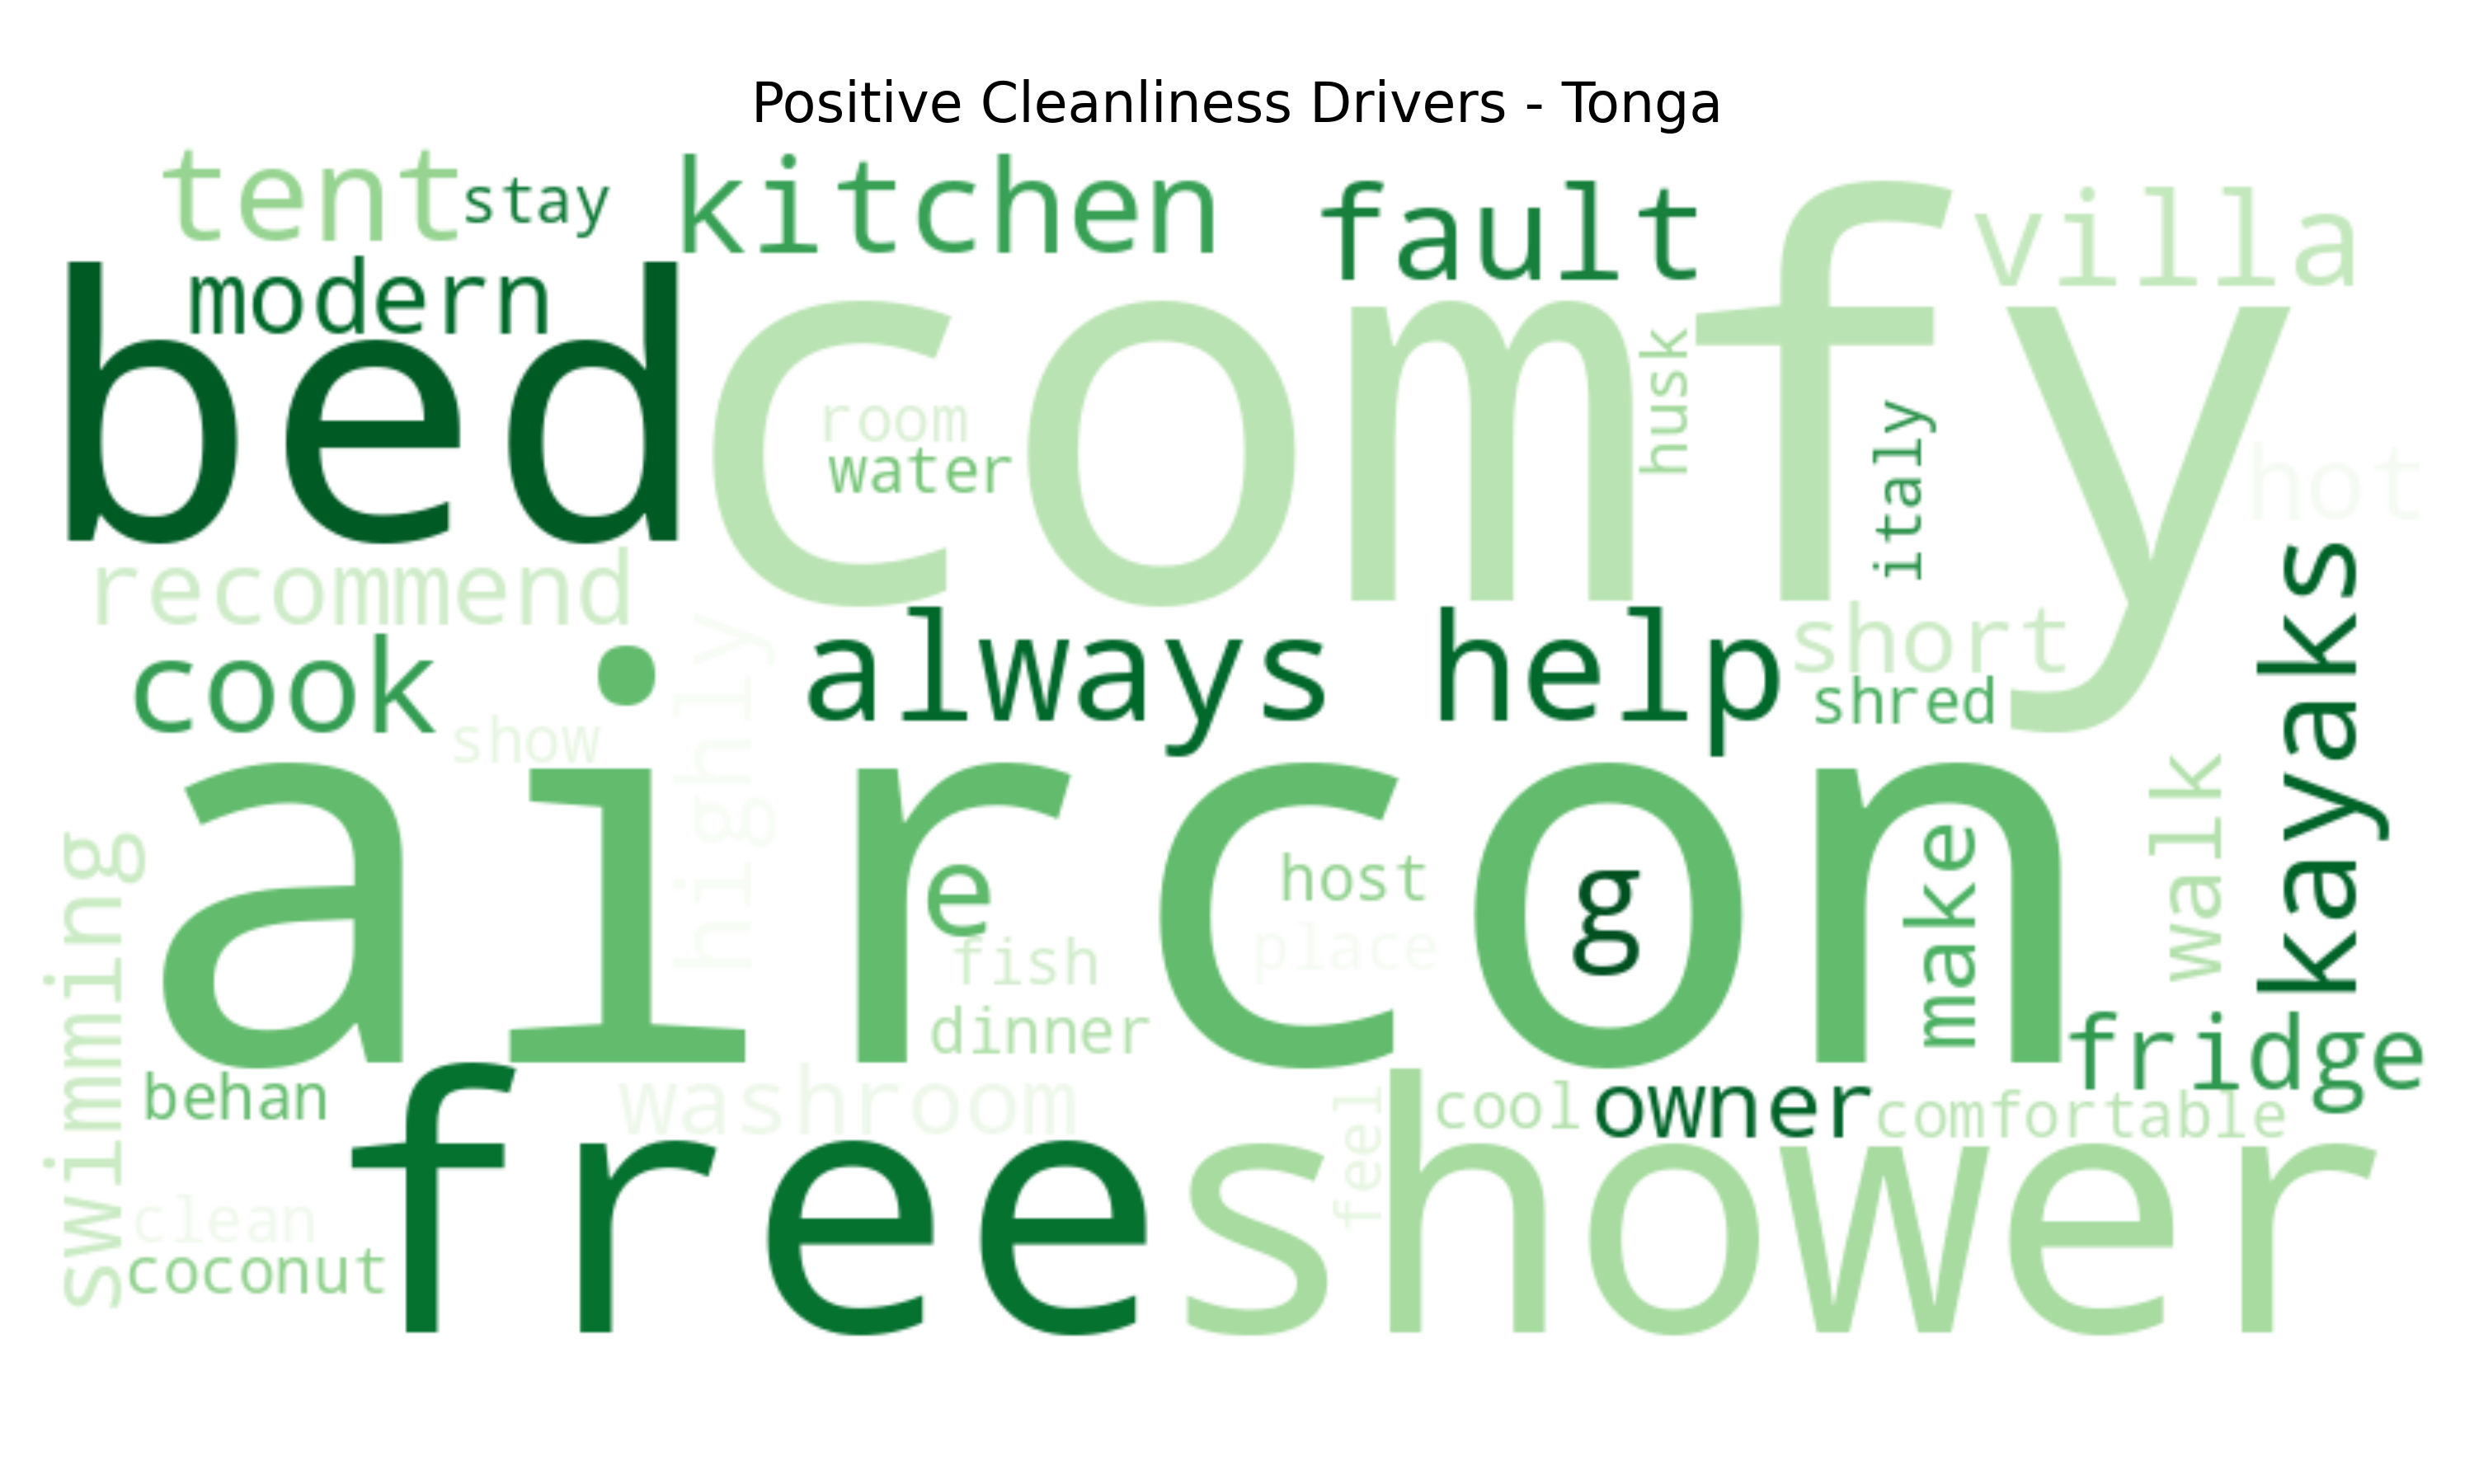 Positive Cleanliness Drivers - Tonga
tent
stay
kitchen
fault
villa
modern
bed
comfy
husk
room
water
italy
hot
recommend
highly
always help
short
shred
cook
show
kayaks
aircon
swimming
walk
make
e
host
g
fish
place
dinner
fridge
behan
washroom
feel
cool
owner
comfortable
free
shower
clean
coconut